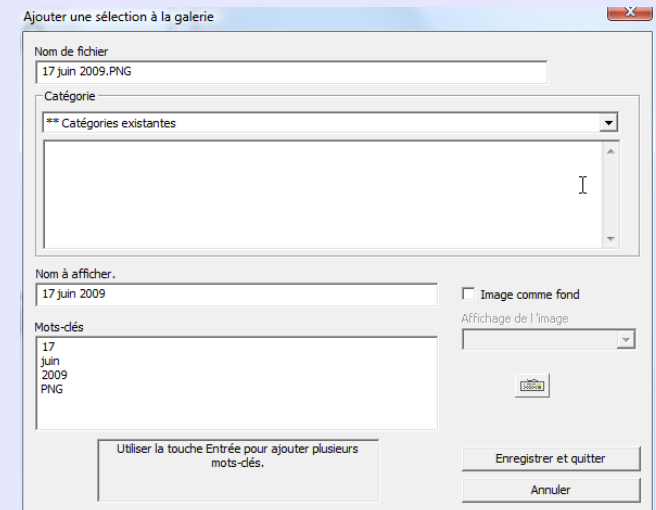 Ajouter une sélection à la galerie
X
Nom de fichier
17 juin 2009.PNG
Catégorie
** Catégories existantes
Nom à afficher.
17 juin 2009
Image comme fond
Affichage de l'image
Mots-clés
17
juin
2009
PNG
Utiliser la touche Entrée pour ajouter plusieurs
mots-clés.
Enregistrer et quitter
Annuler